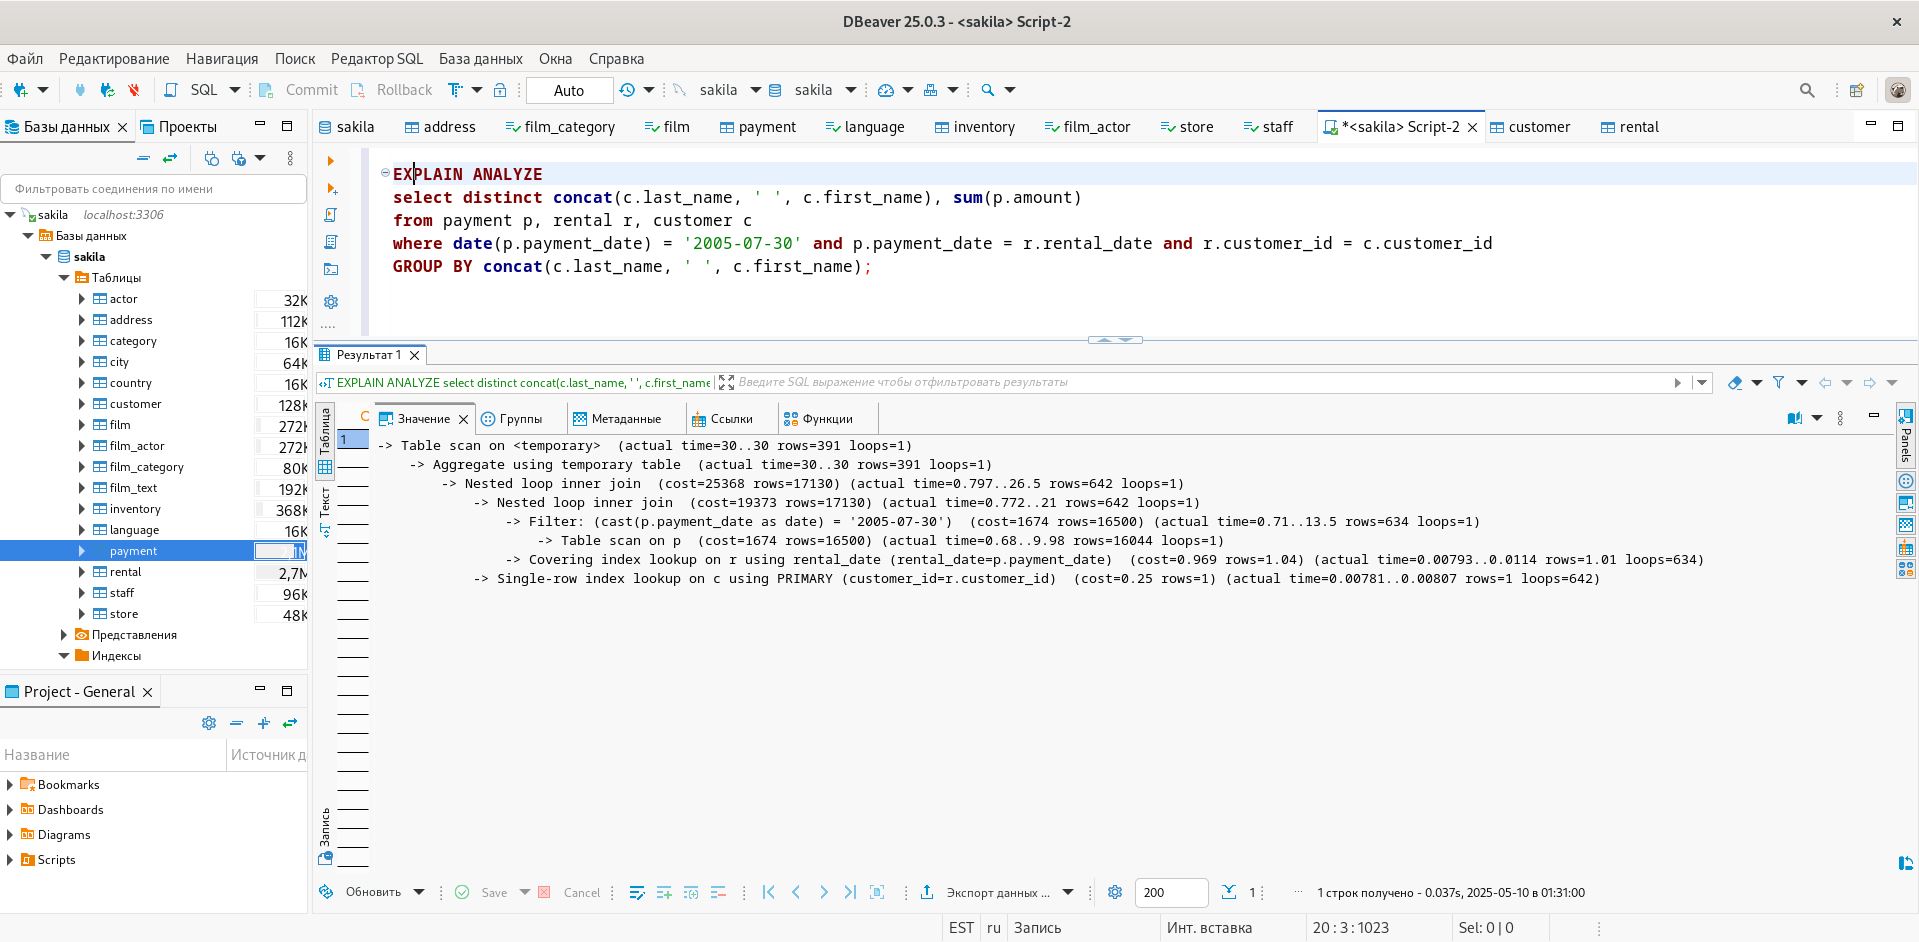 DBeaver 25.0.3 - <sakila> Script-2
Файл Редактирование Навигация Поиск Редактор SQL База данных Окна Справка
SQL Commit Rollback Auto sakila sakila
Базы данных Проекты
sakila address film_category film payment language inventory film_actor store staff *<sakila> Script-2 customer rental
Фильтровать соединения по имени
sakila localhost:3306
Базы данных
sakila
Таблицы
actor 32K
address 112K
category 16K
city 64K
country 16K
customer 128K
film 272K
film_actor 272K
film_category 80K
film_text 192K
inventory 368K
language 16K
payment
rental 2,7M
staff 96K
store 48K
Представления
Индексы
Project - General
Название Источник д
Bookmarks
Dashboards
Diagrams
Scripts
EXPLAIN ANALYZE
select distinct concat(c.last_name, ' ', c.first_name), sum(p.amount)
from payment p, rental r, customer c
where date(p.payment_date) = '2005-07-30' and p.payment_date = r.rental_date and r.customer_id = c.customer_id
GROUP BY concat(c.last_name, ' ', c.first_name);
Результат 1
EXPLAIN ANALYZE select distinct concat(c.last_name, ' ', c.first_name Введите SQL выражение чтобы отфильтровать результаты
Таблица
Текст
Запись
Значение Группы Метаданные Ссылки Функции
Panels
1
-> Table scan on <temporary>  (actual time=30..30 rows=391 loops=1)
-> Aggregate using temporary table  (actual time=30..30 rows=391 loops=1)
-> Nested loop inner join  (cost=25368 rows=17130) (actual time=0.797..26.5 rows=642 loops=1)
-> Nested loop inner join  (cost=19373 rows=17130) (actual time=0.772..21 rows=642 loops=1)
-> Filter: (cast(p.payment_date as date) = '2005-07-30')  (cost=1674 rows=16500) (actual time=0.71..13.5 rows=634 loops=1)
-> Table scan on p  (cost=1674 rows=16500) (actual time=0.68..9.98 rows=16044 loops=1)
-> Covering index lookup on r using rental_date (rental_date=p.payment_date)  (cost=0.969 rows=1.04) (actual time=0.00793..0.0114 rows=1.01 loops=634)
-> Single-row index lookup on c using PRIMARY (customer_id=r.customer_id)  (cost=0.25 rows=1) (actual time=0.00781..0.00807 rows=1 loops=642)
Обновить Save Cancel Экспорт данных ... 200 1 ... 1 строк получено - 0.037s, 2025-05-10 в 01:31:00
EST ru Запись Инт. вставка 20 : 3 : 1023 Sel: 0 | 0